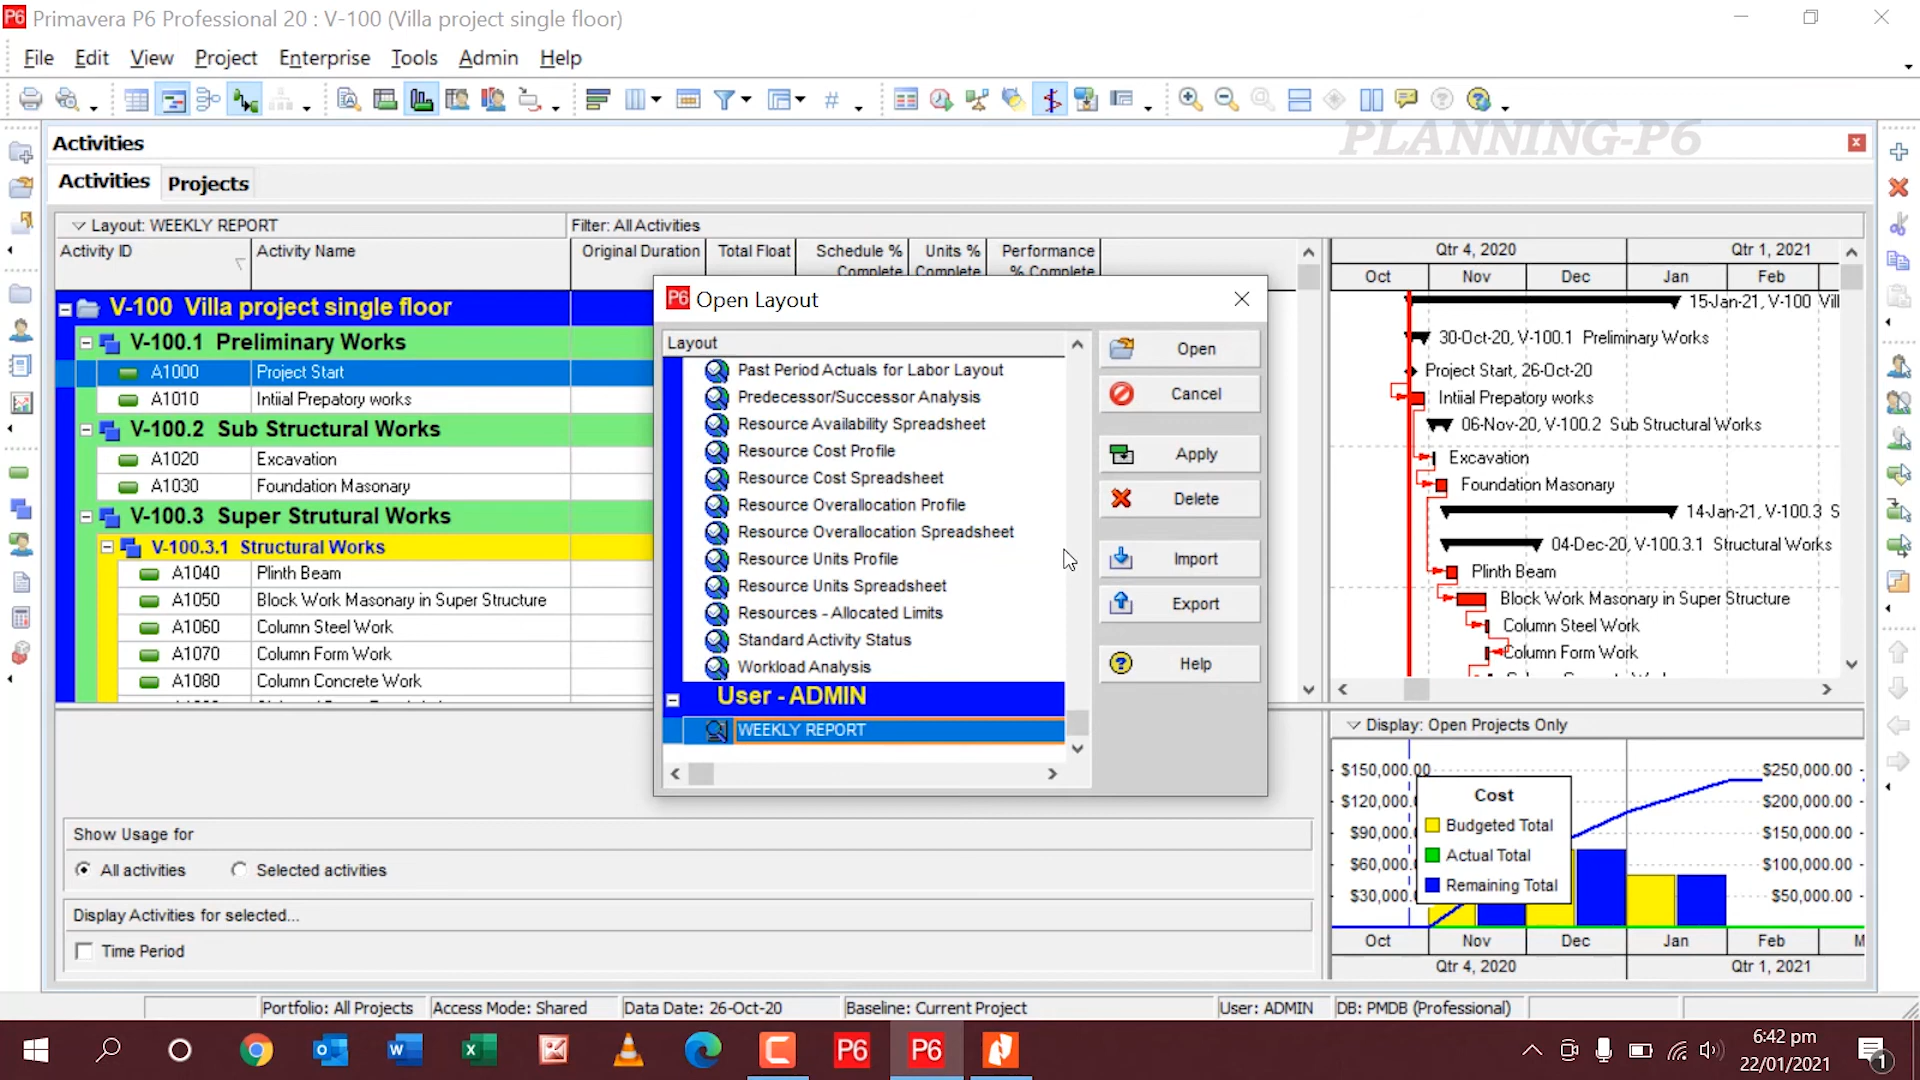 P6 Primavera P6 Professional 20 : V-100 (Villa project single floor)
File Edit View Project Enterprise Tools Admin Help
PLANNING-P6
Activities
Activities Projects
Layout: WEEKLY REPORT Filter: All Activities
Activity ID Activity Name Original Duration Total Float Schedule % Complete Units % Complete Performance % Complete
V-100 Villa project single floor
V-100.1 Preliminary Works
A1000 Project Start
A1010 Intiial Prepatory works
V-100.2 Sub Structural Works
A1020 Excavation
A1030 Foundation Masonary
V-100.3 Super Strutural Works
V-100.3.1 Structural Works
A1040 Plinth Beam
A1050 Block Work Masonary in Super Structure
A1060 Column Steel Work
A1070 Column Form Work
A1080 Column Concrete Work
P6 Open Layout
Layout
Past Period Actuals for Labor Layout
Predecessor/Successor Analysis
Resource Availability Spreadsheet
Resource Cost Profile
Resource Cost Spreadsheet
Resource Overallocation Profile
Resource Overallocation Spreadsheet
Resource Units Profile
Resource Units Spreadsheet
Resources - Allocated Limits
Standard Activity Status
Workload Analysis
User - ADMIN
WEEKLY REPORT
Open
Cancel
Apply
Delete
Import
Export
Help
Qtr 4, 2020 Qtr 1, 2021
Oct Nov Dec Jan Feb
15-Jan-21, V-100 Vill
30-Oct-20, V-100.1 Preliminary Works
Project Start, 26-Oct-20
Intiial Prepatory works
06-Nov-20, V-100.2 Sub Structural Works
Excavation
Foundation Masonary
14-Jan-21, V-100.3 S
04-Dec-20, V-100.3.1 Structural Works
Plinth Beam
Block Work Masonary in Super Structure
Column Steel Work
Column Form Work
Display: Open Projects Only
$150,000.00 $250,000.00
$120,000. $200,000.00
$90,000. $150,000.00
$60,000. $100,000.00
$30,000. $50,000.00
Cost
Budgeted Total
Actual Total
Remaining Total
Oct Nov Dec Jan Feb M
Qtr 4, 2020 Qtr 1, 2021
Show Usage for
All activities Selected activities
Display Activities for selected...
Time Period
Portfolio: All Projects Access Mode: Shared Data Date: 26-Oct-20 Baseline: Current Project User: ADMIN DB: PMDB (Professional)
P6 P6
6:42 pm
22/01/2021
1